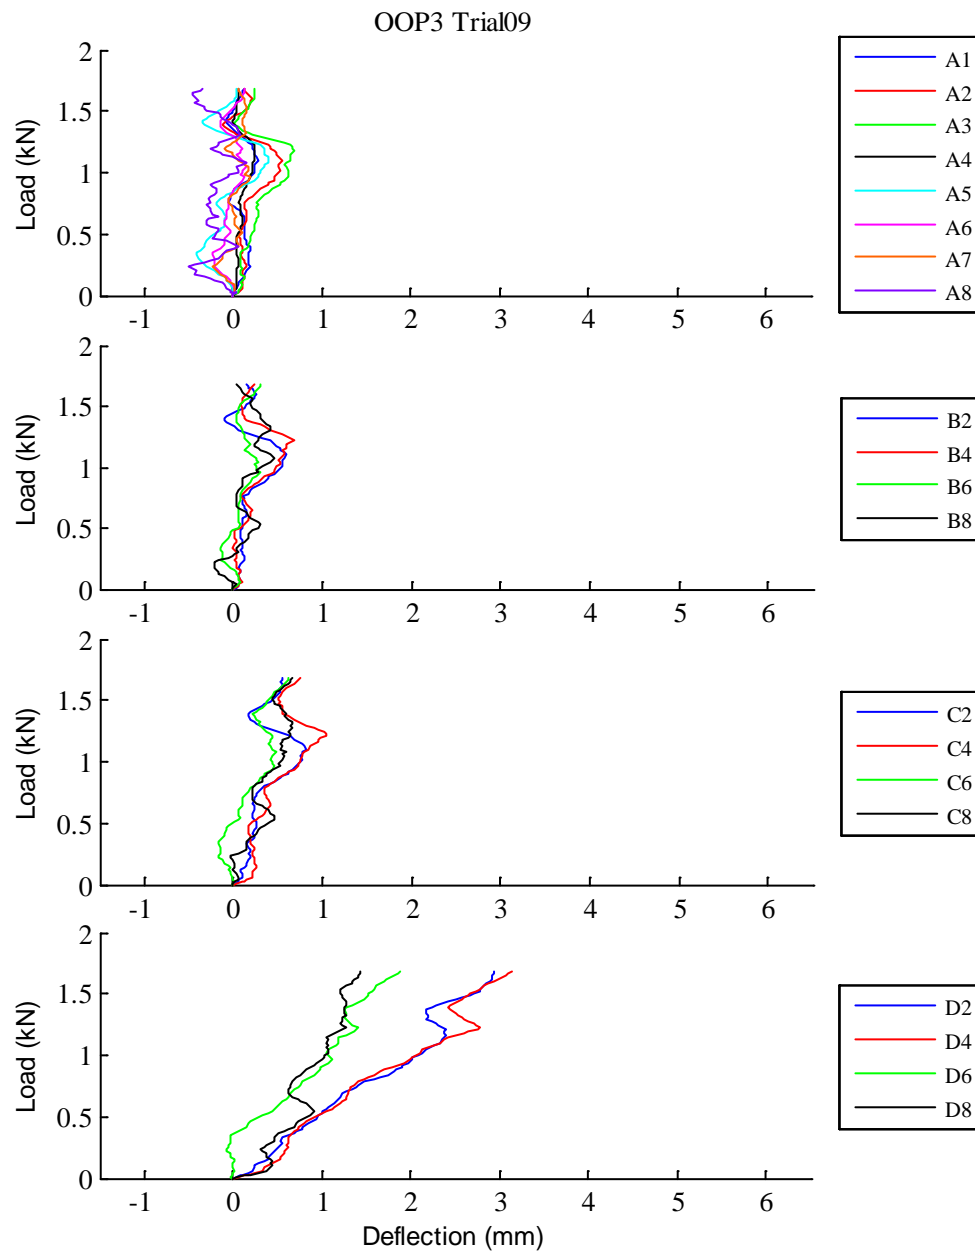 OOP3 Trial09
2
1.5
1
0.5
0
Load (kN)
-1 0 1 2 3 4 5 6
A1
A2
A3
A4
A5
A6
A7
A8
2
1.5
1
0.5
0
Load (kN)
-1 0 1 2 3 4 5 6
B2
B4
B6
B8
2
1.5
1
0.5
0
Load (kN)
-1 0 1 2 3 4 5 6
C2
C4
C6
C8
2
1.5
1
0.5
0
Load (kN)
-1 0 1 2 3 4 5 6
Deflection (mm)
D2
D4
D6
D8